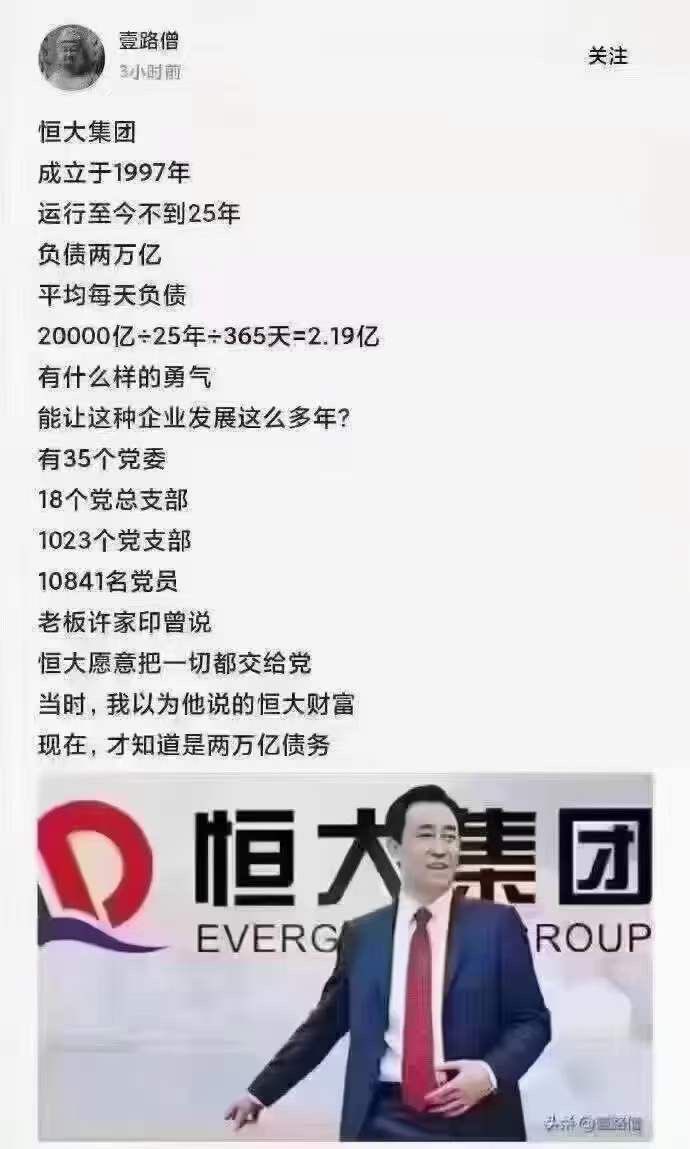 壹路僧
3小时前
关注
恒大集团
成立于1997年
运行至今不到25年
负债两万亿
平均每天负债
20000亿÷25年÷365天=2.19亿
有什么样的勇气
能让这种企业发展这么多年?
有35个党委
18个党总支部
1023个党支部
10841名党员
老板许家印曾说
恒大愿意把一切都交给党
当时，我以为他说的恒大财富
现在，才知道是两万亿债务
恒大集团
EVERG GROUP
头条 @壹路僧